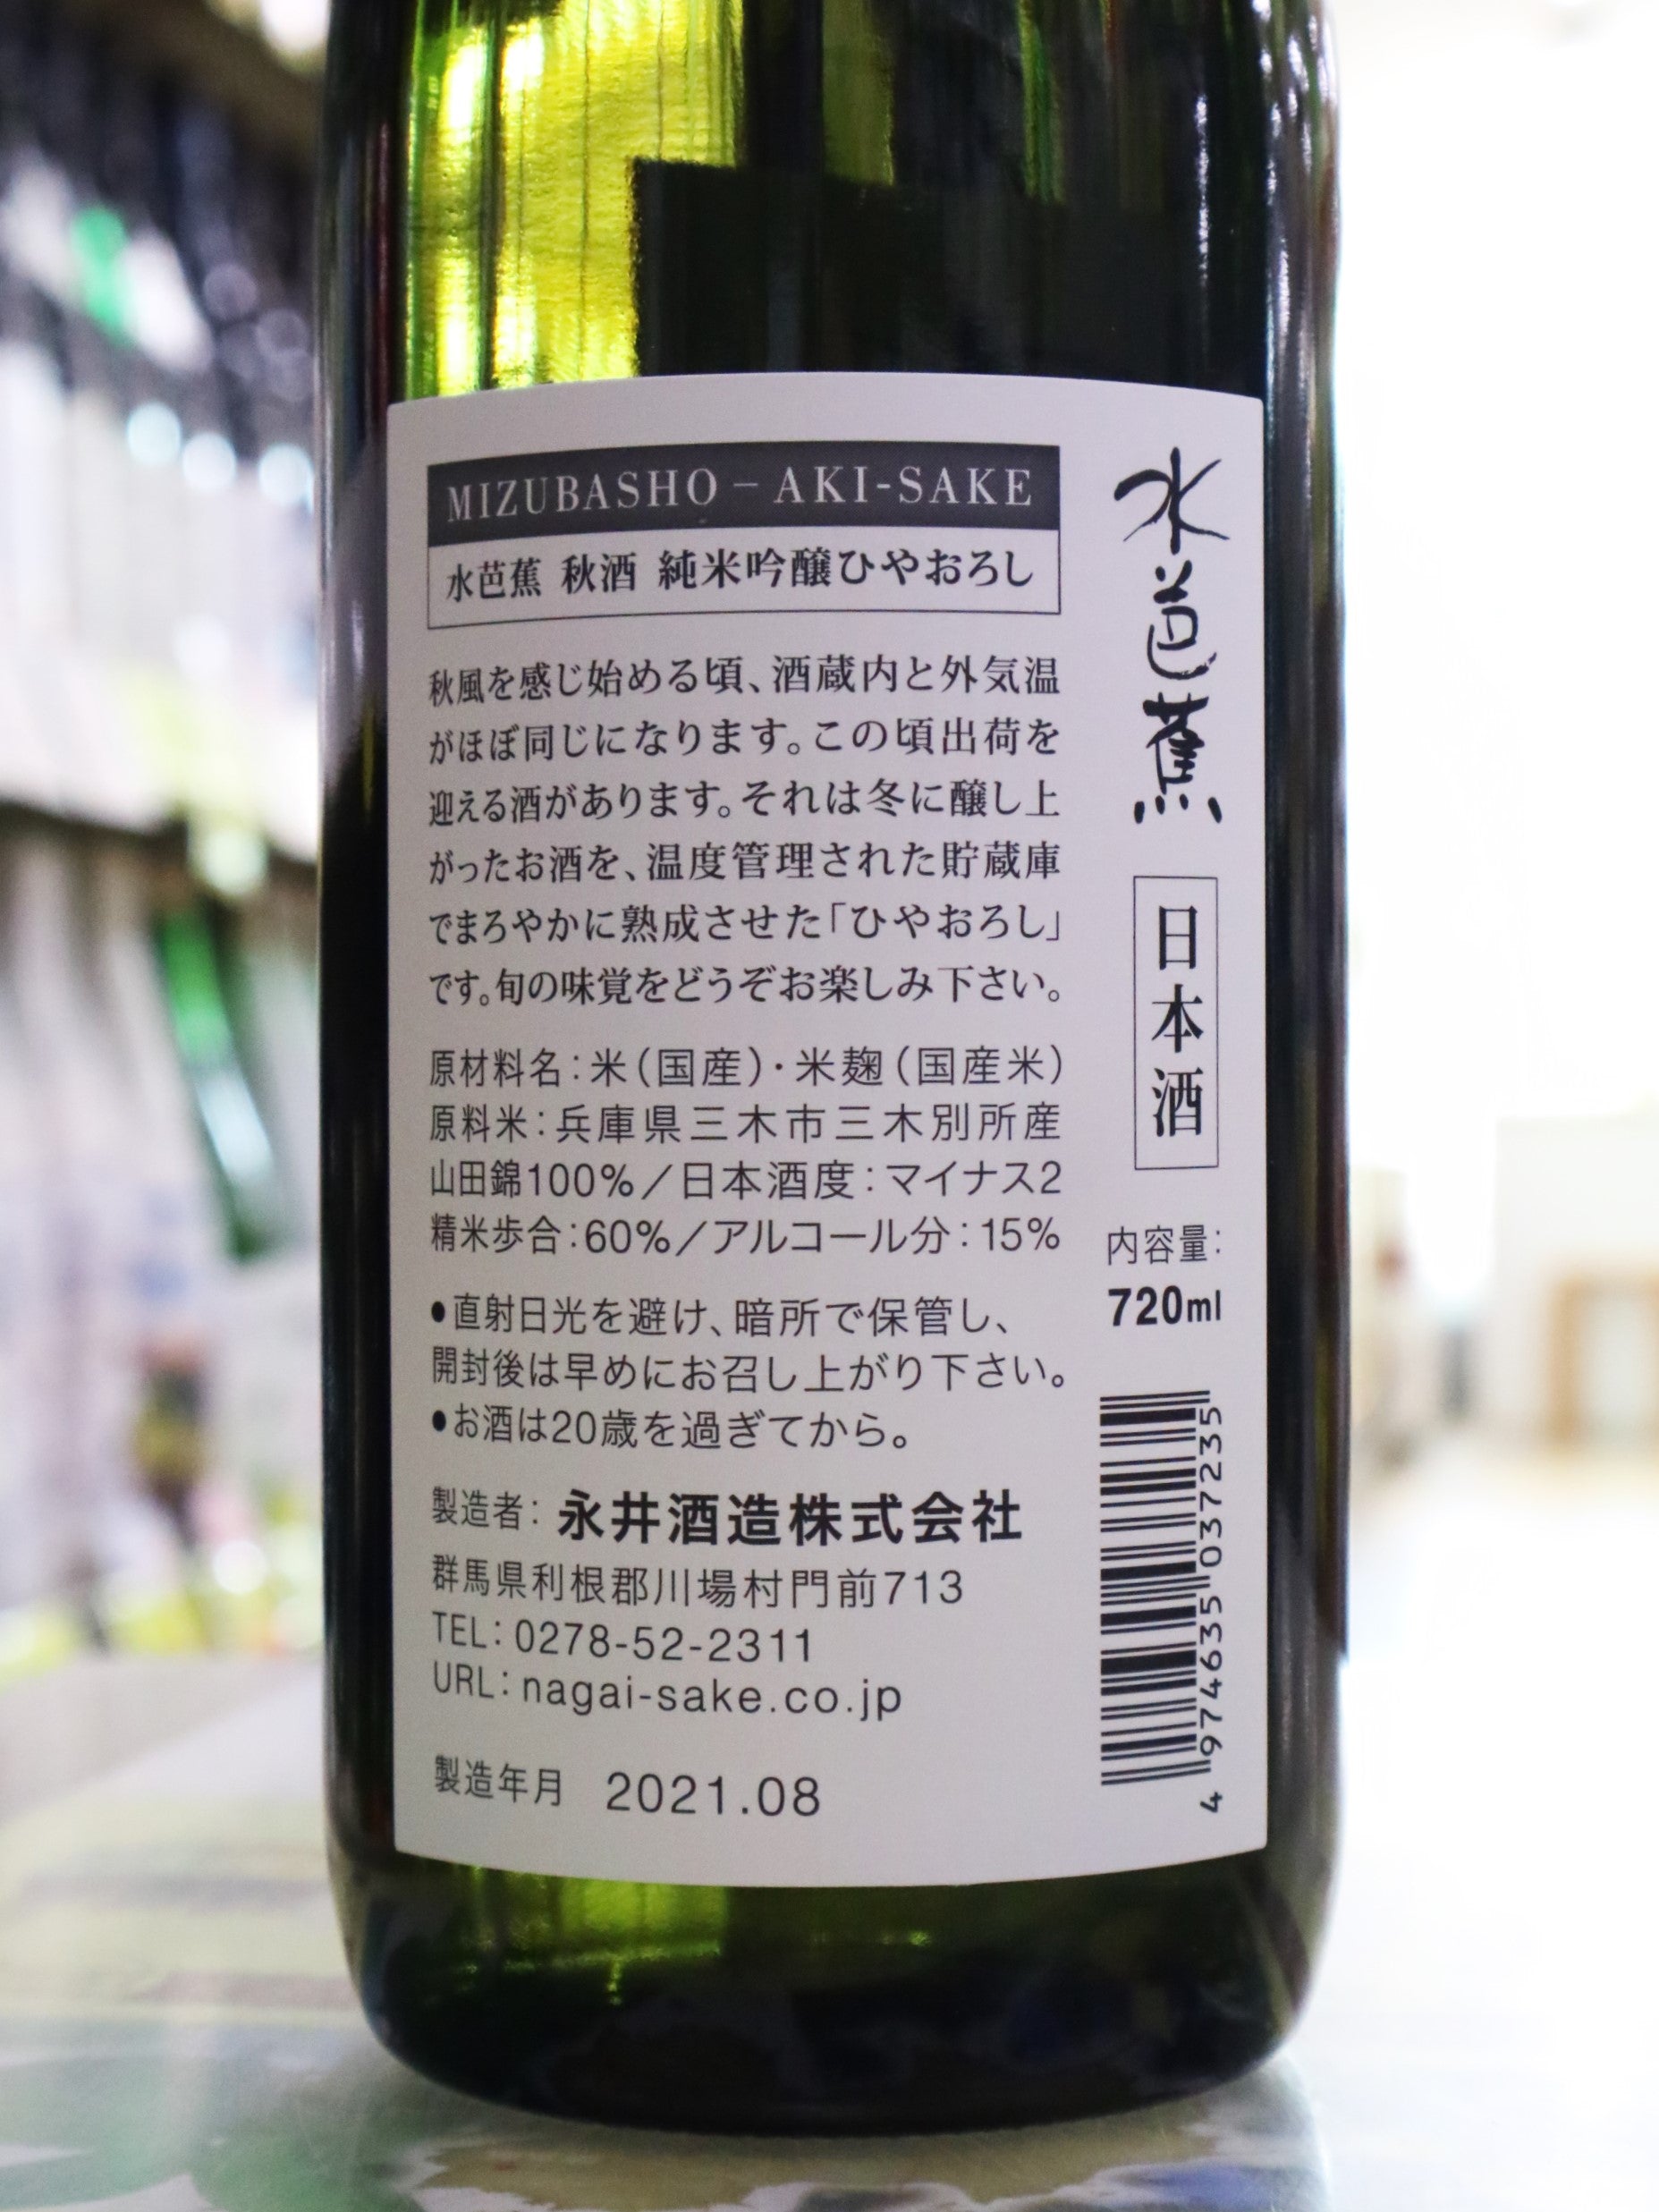 MIZUBASHO – AKI-SAKE
水芭蕉 秋酒 純米吟醸ひやおろし
秋風を感じ始める頃、酒蔵内と外気温
がほぼ同じになります。この頃出荷を
迎える酒があります。それは冬に醸し上
がったお酒を、温度管理された貯蔵庫
でまろやかに熟成させた「ひやおろし」
です。旬の味覚をどうぞお楽しみ下さい。
原材料名:米(国産)・米麹(国産米)
原料米:兵庫県三木市三木別所産
山田錦100%/日本酒度:マイナス2
精米歩合:60%/アルコール分:15%
●直射日光を避け、暗所で保管し、
開封後は早めにお召し上がり下さい。
●お酒は20歳を過ぎてから。
製造者: 永井酒造株式会社
群馬県利根郡川場村門前713
TEL:0278-52-2311
URL:nagai-sake.co.jp
製造年月 2021.08
水芭蕉
日本酒
内容量:
720ml
4 974635 037235